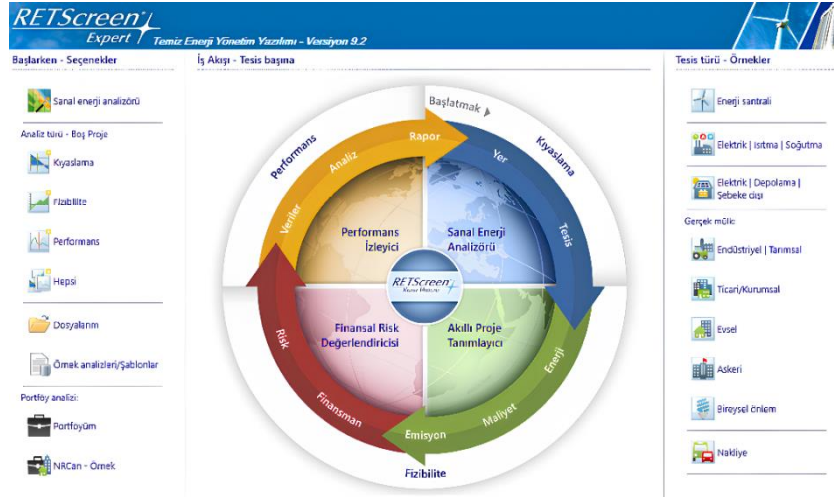 RETScreen
Expert
Temiz Enerji Yönetim Yazılımı - Versiyon 9.2
Başlarken - Seçenekler
Sanal enerji analizörü
Analiz türü - Boş Proje
Kıyaslama
Fizibilite
Performans
Hepsi
Dosyalarım
Örnek analizleri/Şablonlar
Portföy analizi:
Portfoyüm
NRCan - Örnek
İş Akışı - Tesis başına
Başlatmak
Kıyaslama
Performans
Fizibilite
Yer
Tesis
Enerji
Maliyet
Emisyon
Finansman
Risk
Veriler
Analiz
Rapor
Performans
İzleyici
Sanal Enerji
Analizörü
RETScreen
Finansal Risk
Değerlendiricisi
Akıllı Proje
Tanımlayıcı
Tesis türü - Örnekler
Enerji santrali
Elektrik | ısıtma | Soğutma
Elektrik | Depolama |
Şebeke dışı
Gerçek mülk:
Endüstriyel | Tarımsal
Ticari/Kurumsal
Evsel
Askeri
Bireysel önlem
Nakliye